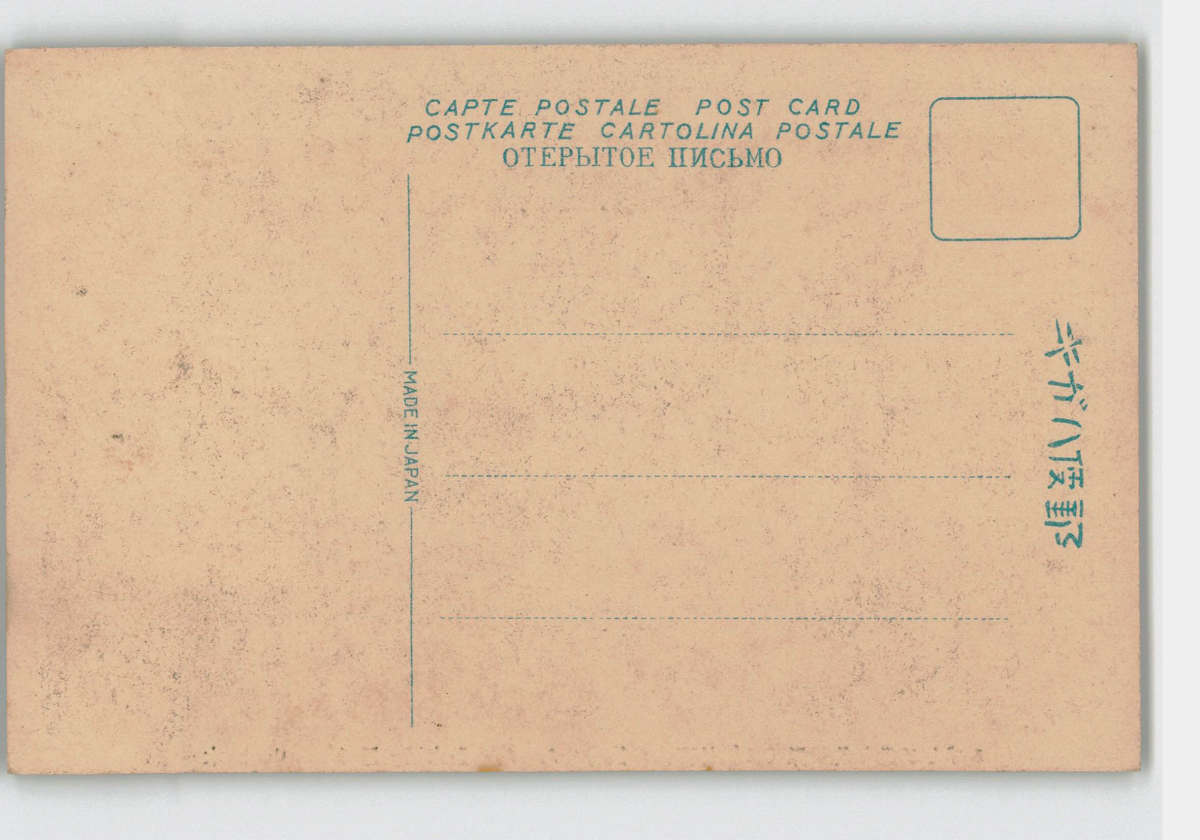 CAPTE POSTALE POST CARD
POSTKARTE CARTOLINA POSTALE
ОТЕРЫТОЕ ПИСЬМО
MADE IN JAPAN
郵便ハガキ